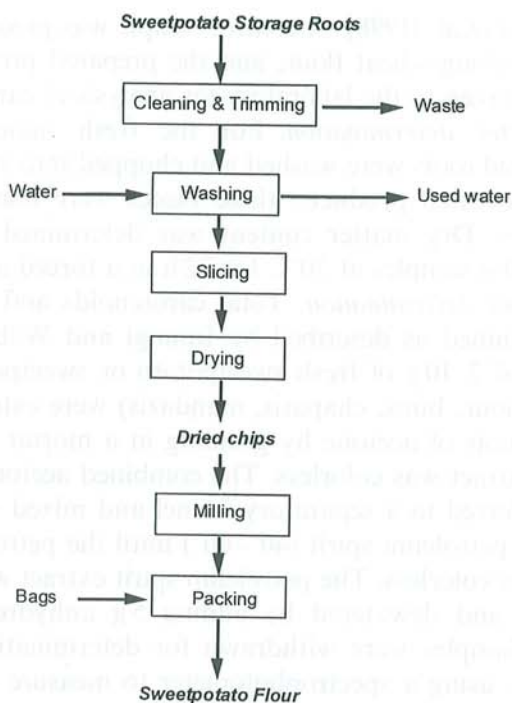 Sweetpotato Storage Roots
Cleaning & Trimming
Waste
Water
Washing
Used water
Slicing
Drying
Dried chips
Milling
Bags
Packing
Sweetpotato Flour